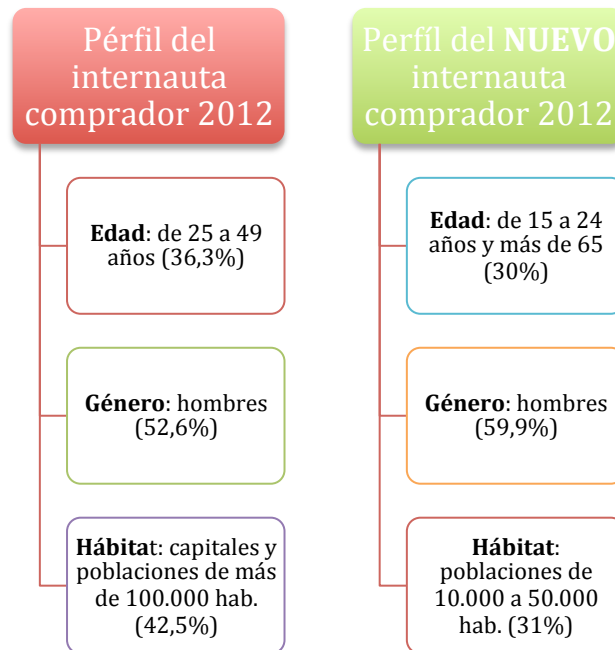 Pérfil del
internauta
comprador 2012
Edad: de 25 a 49
años (36,3%)
Género: hombres
(52,6%)
Hábitat: capitales y
poblaciones de más
de 100.000 hab.
(42,5%)
Perfíl del NUEVO
internauta
comprador 2012
Edad: de 15 a 24
años y más de 65
(30%)
Género: hombres
(59,9%)
Hábitat:
poblaciones de
10.000 a 50.000
hab. (31%)